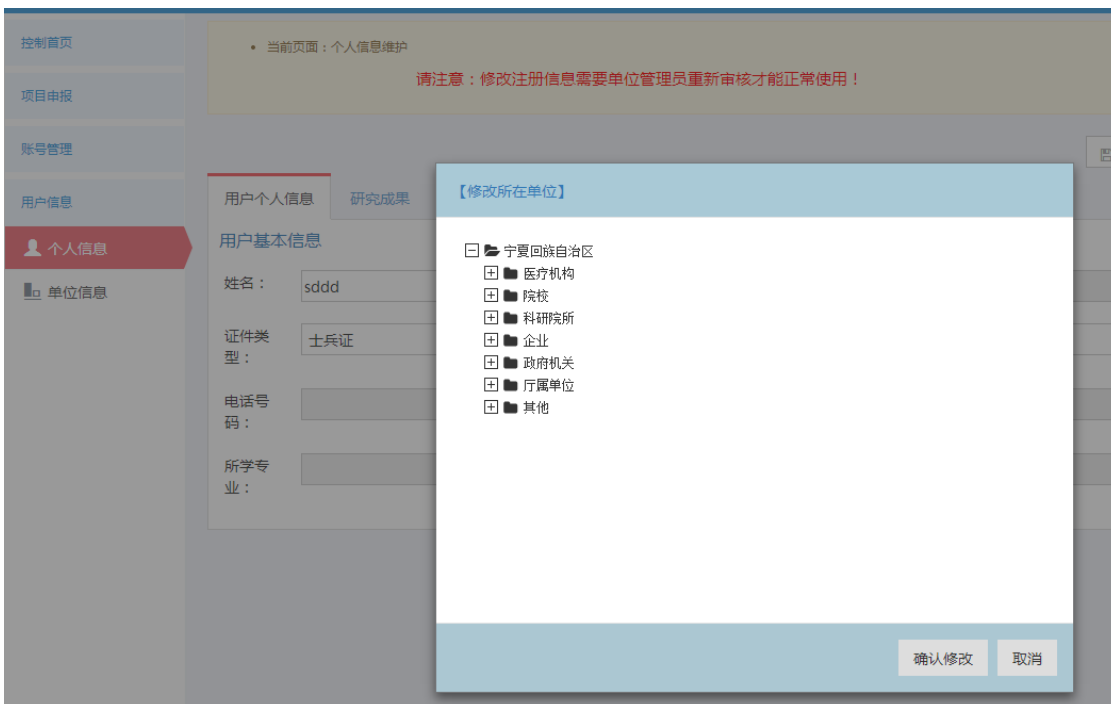 控制首页
项目申报
账号管理
用户信息
个人信息
单位信息
当前页面：个人信息维护
请注意：修改注册信息需要单位管理员重新审核才能正常使用！
用户个人信息
研究成果
用户基本信息
姓名：
sddd
证件类
型：
士兵证
电话号
码：
所学专
业：
【修改所在单位】
宁夏回族自治区
医疗机构
院校
科研院所
企业
政府机关
厅属单位
其他
确认修改
取消